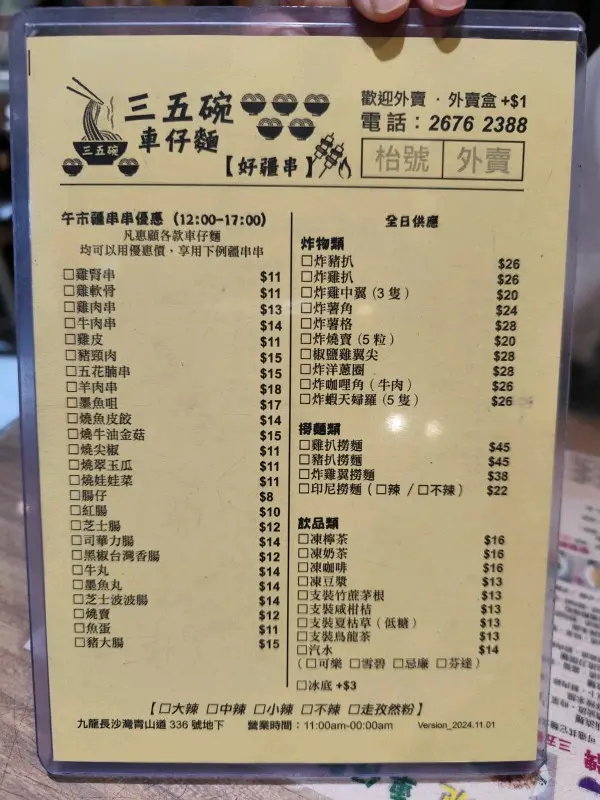 三五碗
車仔麵
三五碗
【好疆串】
歡迎外賣 · 外賣盒 +$1
電話：2676 2388
枱號 外賣
午市疆串串優惠（12:00-17:00）
凡惠顧各款車仔麵
均可以用優惠價，享用下例疆串串
□雞腎串 $11
□雞軟骨 $11
□雞肉串 $13
□牛肉串 $14
□雞皮 $11
□豬頸肉 $15
□五花腩串 $15
□羊肉串 $18
□墨魚咀 $17
□燒魚皮餃 $14
□燒牛油金菇 $15
□燒尖椒 $11
□燒翠玉瓜 $11
□燒娃娃菜 $11
□腸仔 $8
□紅腸 $10
□芝士腸 $12
□司華力腸 $14
□黑椒台灣香腸 $12
□牛丸 $14
□墨魚丸 $14
□芝士波波腸 $14
□燒賣 $12
□魚蛋 $11
□豬大腸 $15
全日供應
炸物類
□炸豬扒 $26
□炸雞扒 $26
□炸雞中翼（3 隻） $20
□炸薯角 $24
□炸薯格 $28
□炸燒賣（5 粒） $20
□椒鹽雞翼尖 $28
□炸洋蔥圈 $28
□炸咖哩角（牛肉） $26
□炸蝦天婦羅（5 隻） $26
撈麵類
□雞扒撈麵 $45
□豬扒撈麵 $45
□炸雞翼撈麵 $38
□印尼撈麵（□辣 / □不辣） $22
飲品類
□凍檸茶 $16
□凍奶茶 $16
□凍咖啡 $16
□凍豆漿 $13
□支裝竹蔗茅根 $13
□支裝咸柑桔 $13
□支裝夏枯草（低糖） $13
□支裝烏龍茶 $13
□汽水 $14
（□可樂 □雪碧 □忌廉 □芬達）
□冰底 +$3
【□大辣 □中辣 □小辣 □不辣 □走孜然粉】
九龍長沙灣青山道 336 號地下 營業時間：11:00am-00:00am Version_2024.11.01